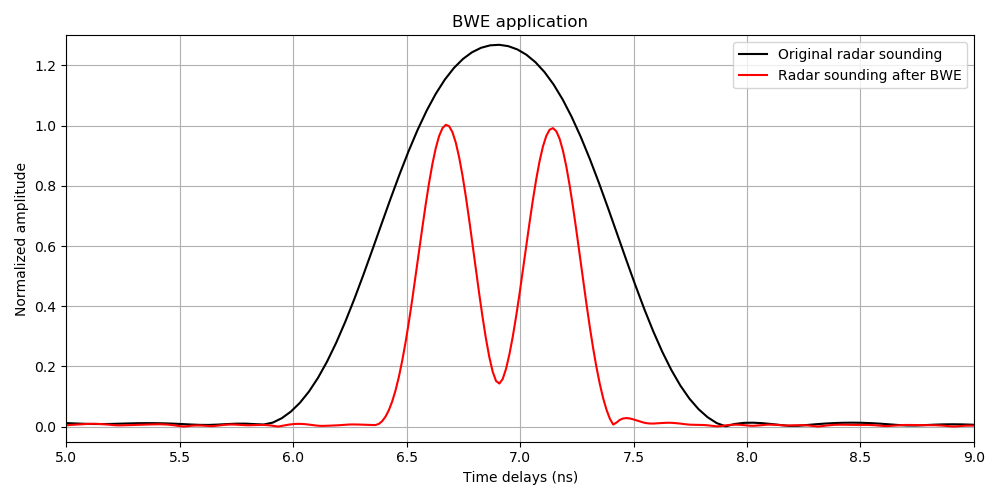 BWE application
Original radar sounding
Radar sounding after BWE
Normalized amplitude
1.2
1.0
0.8
0.6
0.4
0.2
0.0
5.0 5.5 6.0 6.5 7.0 7.5 8.0 8.5 9.0
Time delays (ns)